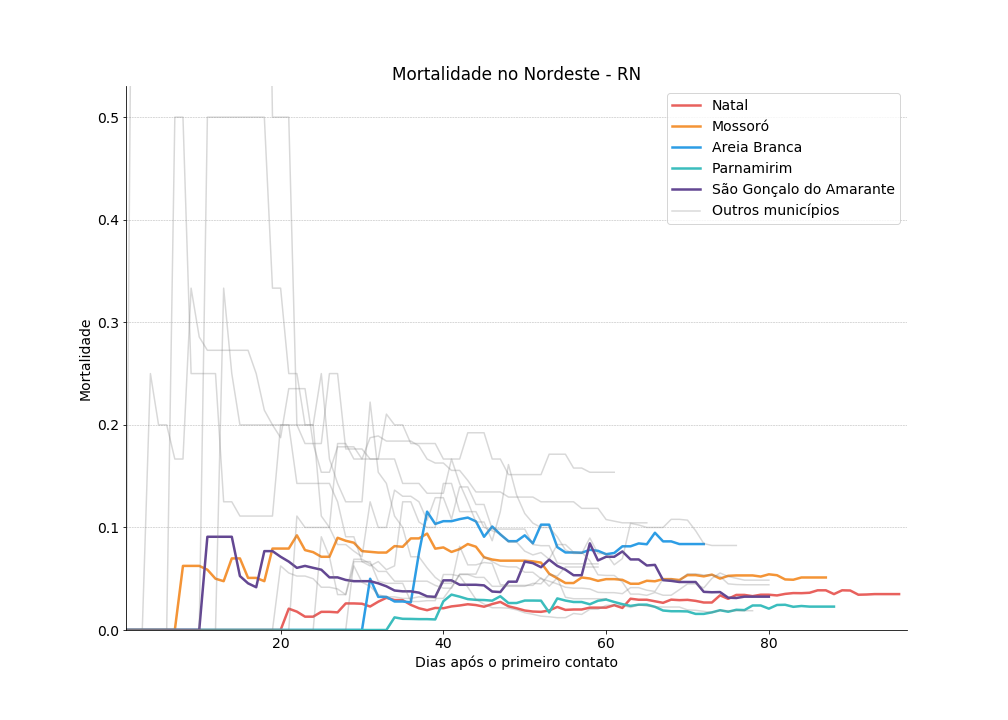 Mortalidade no Nordeste - RN
Natal
Mossoró
Areia Branca
Parnamirim
São Gonçalo do Amarante
Outros municípios
0.5
0.4
0.3
0.2
0.1
0.0
Mortalidade
20
40
60
80
Dias após o primeiro contato